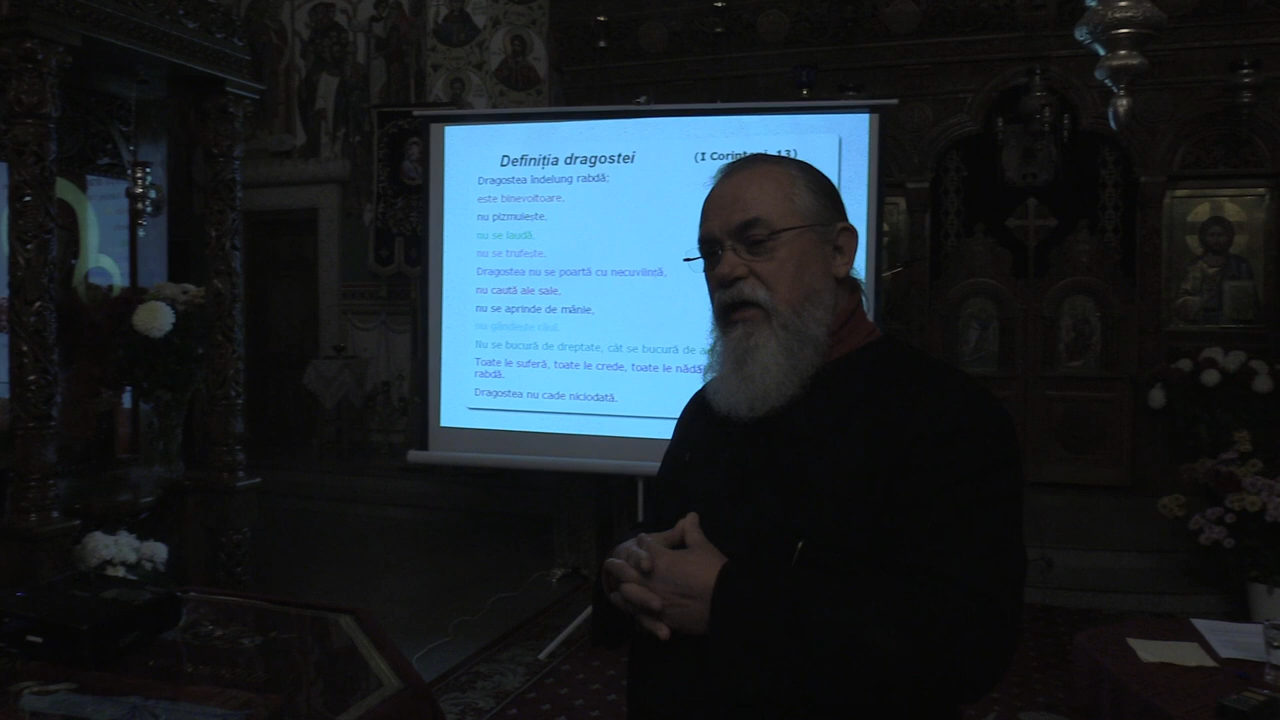 Definiția dragostei (I Corinteni, 13)
Dragostea îndelung rabdă;
este binevoitoare,
nu pizmuiește,
nu se laudă,
nu se trufește.
Dragostea nu se poartă cu necuviință,
nu caută ale sale,
nu se aprinde de mânie,
nu gândește răul.
Nu se bucură de dreptate, cât se bucură de
Toate le suferă, toate le crede, toate le
rabdă.
Dragostea nu cade niciodată.